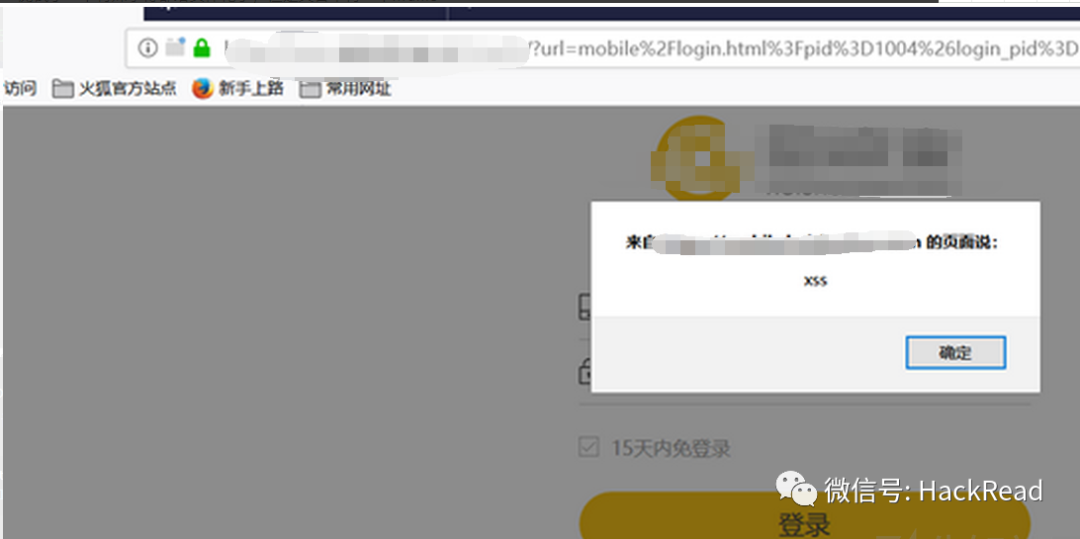 /?url=mobile%2Flogin.html%3Fpid%3D1004%26login_pid%3D
访问 火狐官方站点 新手上路 常用网址
来自 的页面说：
xss
确定
15天内免登录
微信号: HackRead
登录